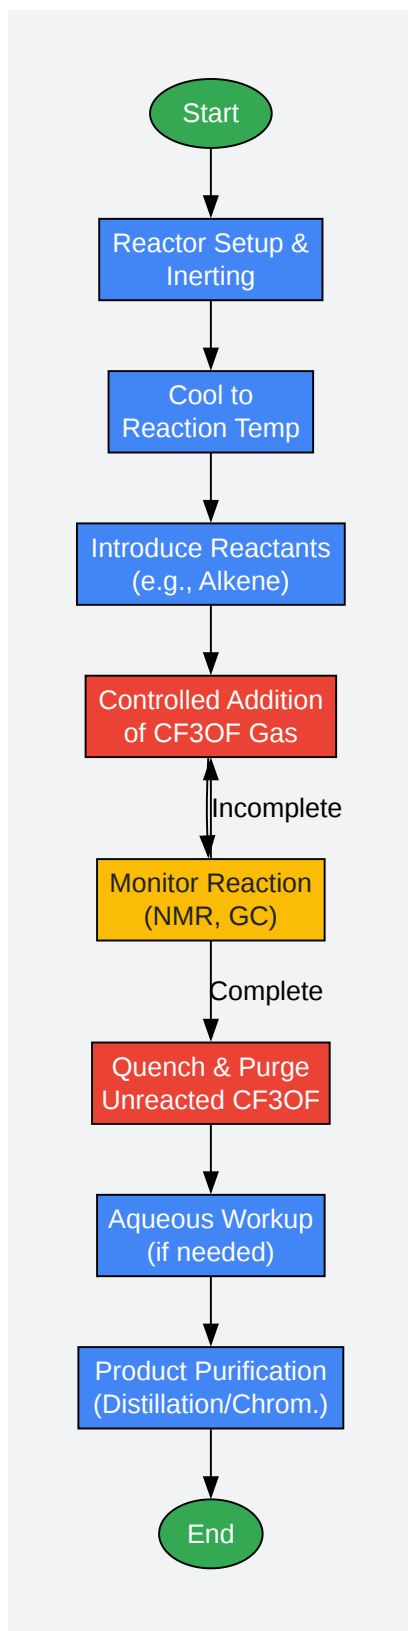 Start
Reactor Setup &
Inerting
Cool to
Reaction Temp
Introduce Reactants
(e.g., Alkene)
Controlled Addition
of CF3OF Gas
Incomplete
Monitor Reaction
(NMR, GC)
Complete
Quench & Purge
Unreacted CF3OF
Aqueous Workup
(if needed)
Product Purification
(Distillation/Chrom.)
End